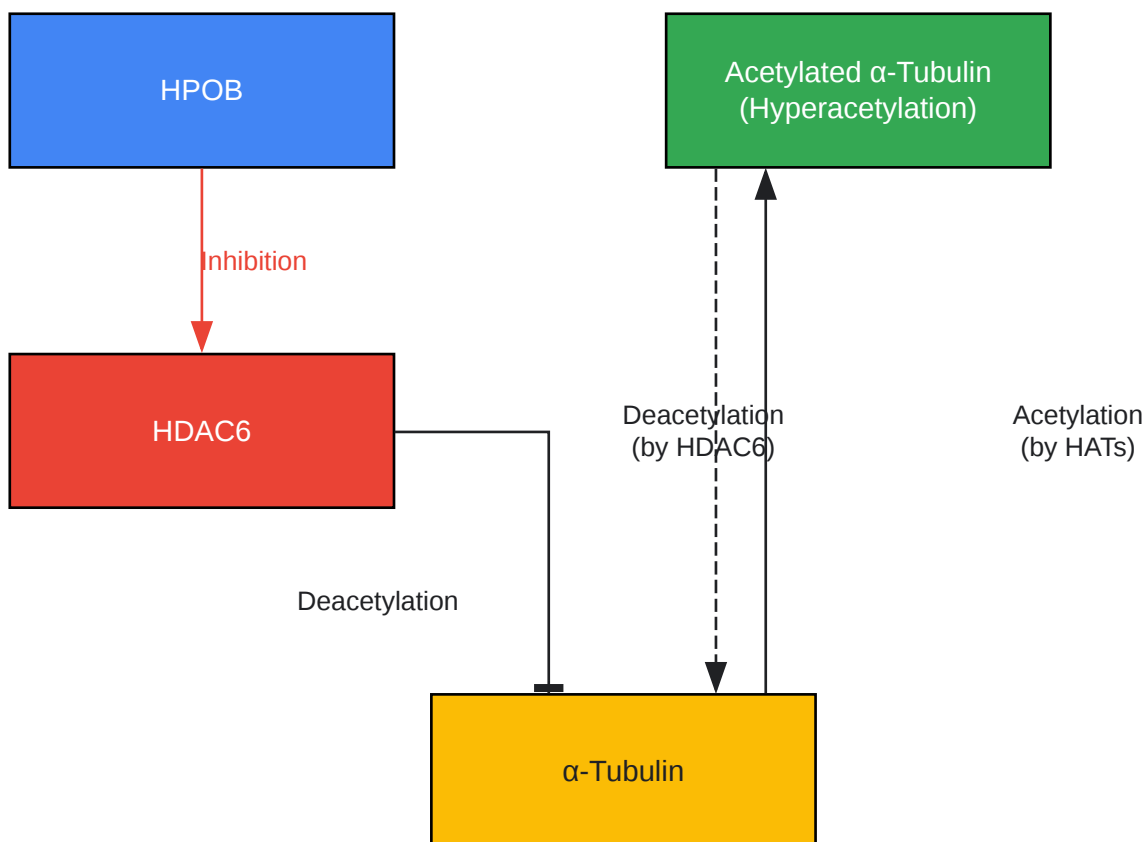 HPOB
Acetylated α-Tubulin
(Hyperacetylation)
Inhibition
HDAC6
Deacetylation
(by HDAC6)
Acetylation
(by HATs)
Deacetylation
α-Tubulin